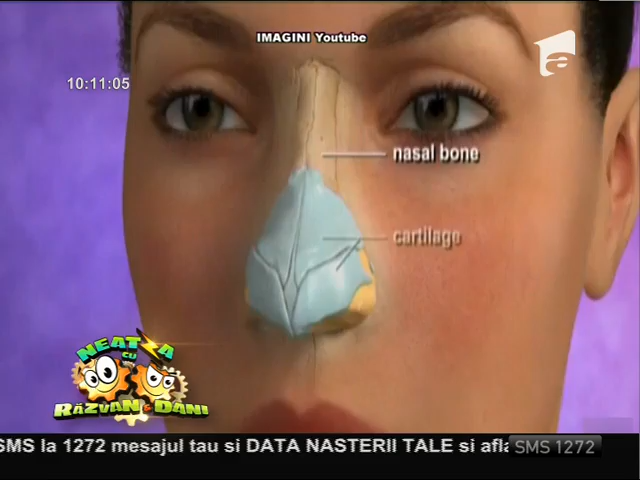 IMAGINI Youtube
10:11:05
nasal bone
cartilage
NEATZA
CU
RĂZVAN & DANI
SMS la 1272 mesajul tau si DATA NASTERII TALE si afla
SMS 1272